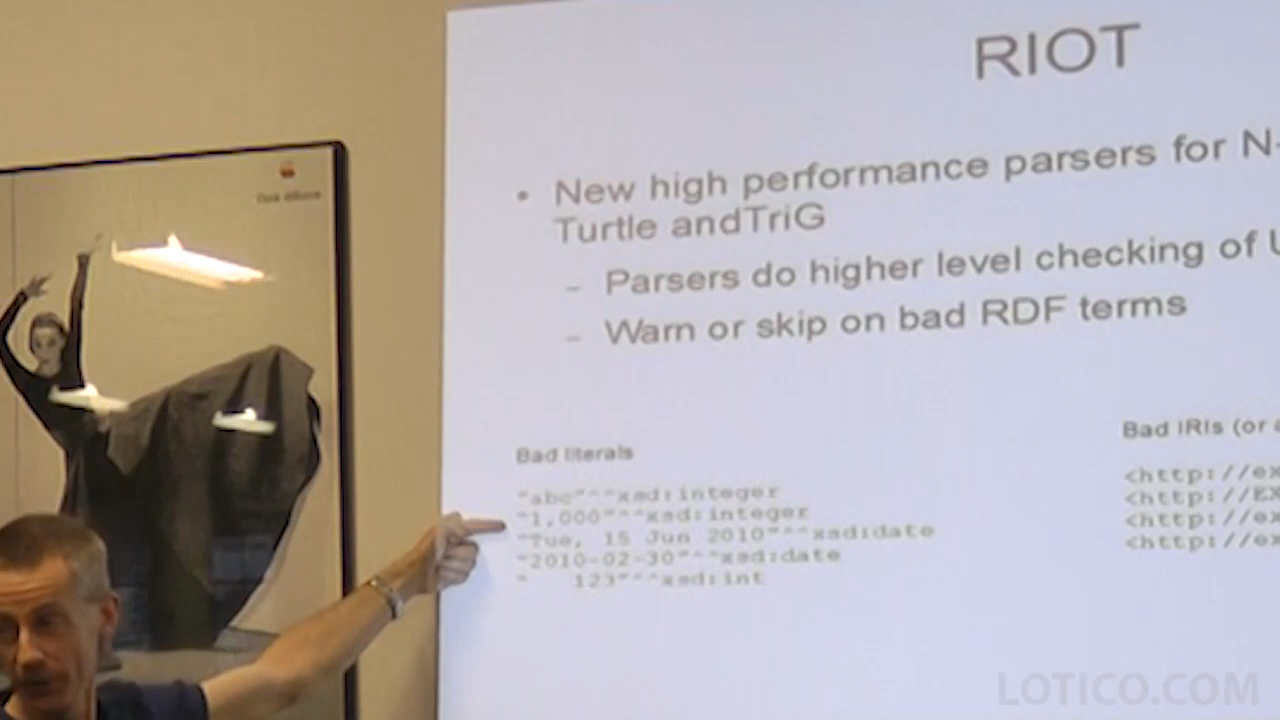 RIOT
• New high performance parsers for N-
Turtle andTriG
– Parsers do higher level checking of U
– Warn or skip on bad RDF terms
Bad literals
"abc"^^xsd:integer
"1,000"^^xsd:integer
"Tue, 15 Jun 2010"^^xsd:date
"2010-02-30"^^xsd:date
"   123"^^xsd:int
Bad IRIs (or a
<http://ex
<http://EX
<http://ex
<http://ex
LOTICO.COM